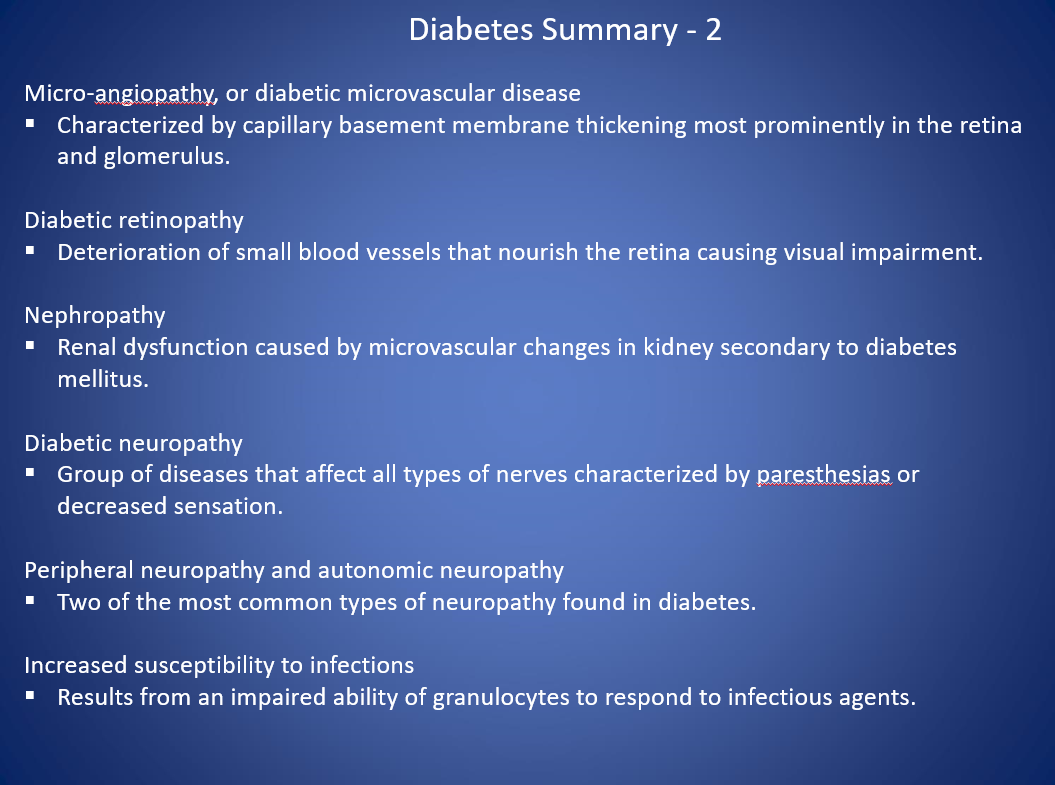 Diabetes Summary - 2
Micro-angiopathy, or diabetic microvascular disease
▪ Characterized by capillary basement membrane thickening most prominently in the retina
and glomerulus.
Diabetic retinopathy
▪ Deterioration of small blood vessels that nourish the retina causing visual impairment.
Nephropathy
▪ Renal dysfunction caused by microvascular changes in kidney secondary to diabetes
mellitus.
Diabetic neuropathy
▪ Group of diseases that affect all types of nerves characterized by paresthesias or
decreased sensation.
Peripheral neuropathy and autonomic neuropathy
▪ Two of the most common types of neuropathy found in diabetes.
Increased susceptibility to infections
▪ Results from an impaired ability of granulocytes to respond to infectious agents.